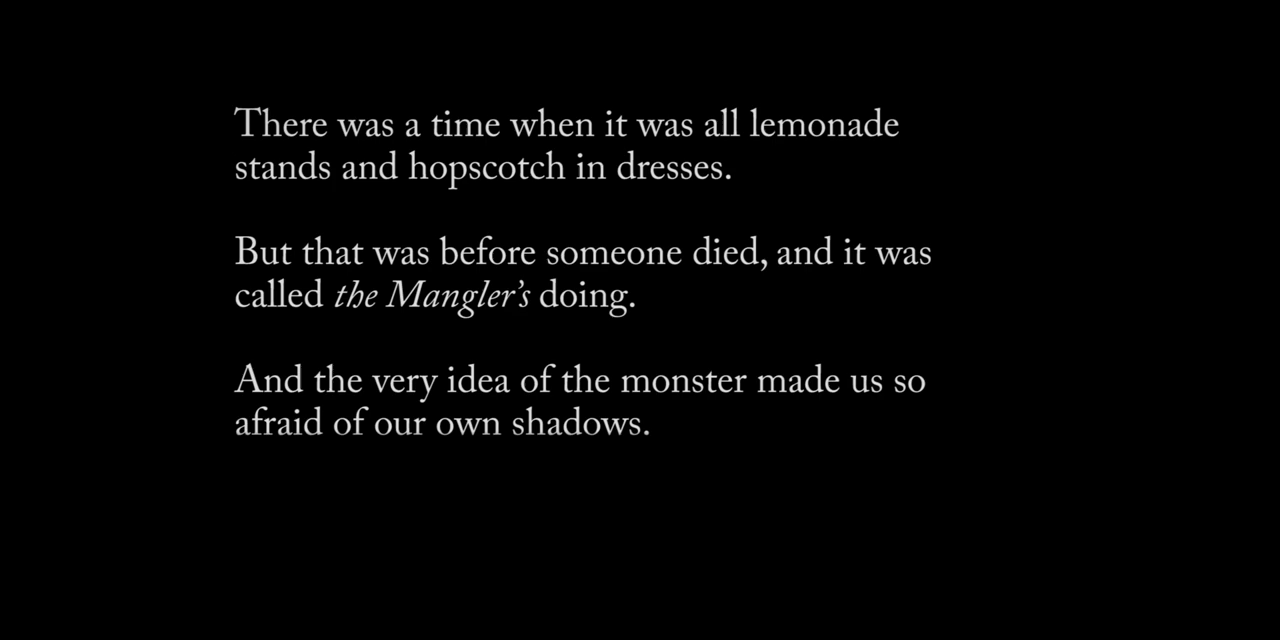 There was a time when it was all lemonade
stands and hopscotch in dresses.
But that was before someone died, and it was
called the Mangler’s doing.
And the very idea of the monster made us so
afraid of our own shadows.